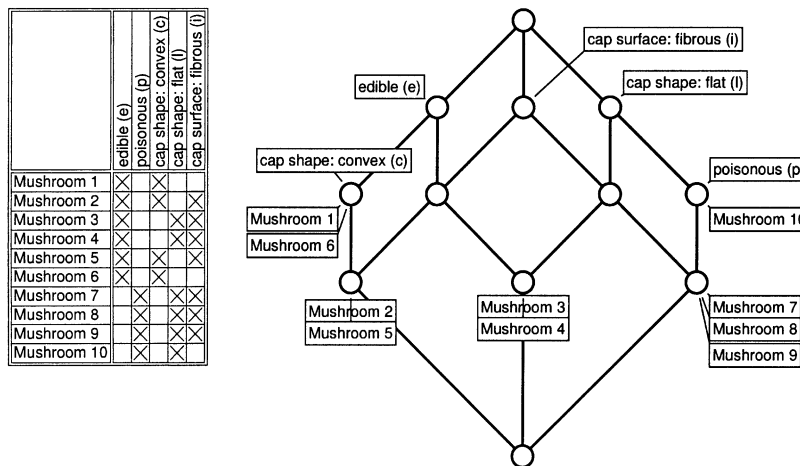 edible (e)
poisonous (p)
cap shape: convex (c)
cap shape: flat (l)
cap surface: fibrous (i)
Mushroom 1
Mushroom 2
Mushroom 3
Mushroom 4
Mushroom 5
Mushroom 6
Mushroom 7
Mushroom 8
Mushroom 9
Mushroom 10
cap surface: fibrous (i)
edible (e)
cap shape: flat (l)
cap shape: convex (c)
poisonous (p
Mushroom 1
Mushroom 6
Mushroom 10
Mushroom 2
Mushroom 5
Mushroom 3
Mushroom 4
Mushroom 7
Mushroom 8
Mushroom 9